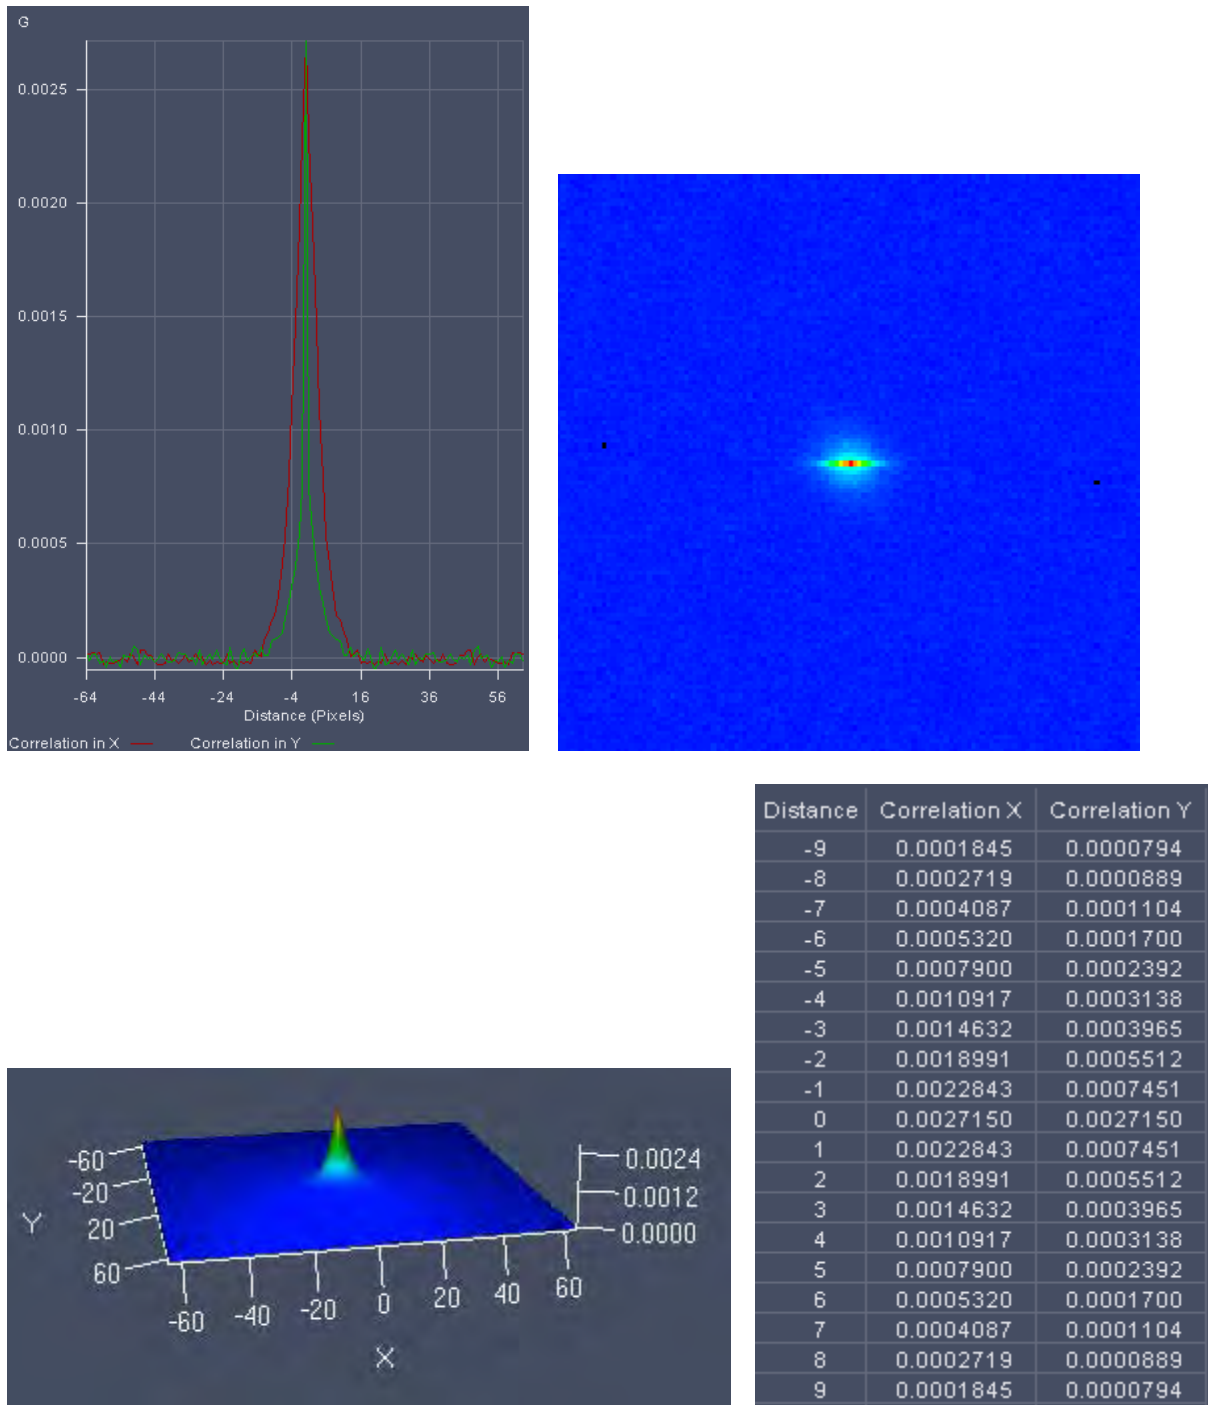 G
0.0025
0.0020
0.0015
0.0010
0.0005
0.0000
-64 -44 -24 -4 16 36 56
Distance (Pixels)
Correlation in X Correlation in Y
-60
-20
20
60
Y
-60 -40 -20 0 20 40 60
X
0.0024
0.0012
0.0000
Distance Correlation X Correlation Y
-9 0.0001845 0.0000794
-8 0.0002719 0.0000889
-7 0.0004087 0.0001104
-6 0.0005320 0.0001700
-5 0.0007900 0.0002392
-4 0.0010917 0.0003138
-3 0.0014632 0.0003965
-2 0.0018991 0.0005512
-1 0.0022843 0.0007451
0 0.0027150 0.0027150
1 0.0022843 0.0007451
2 0.0018991 0.0005512
3 0.0014632 0.0003965
4 0.0010917 0.0003138
5 0.0007900 0.0002392
6 0.0005320 0.0001700
7 0.0004087 0.0001104
8 0.0002719 0.0000889
9 0.0001845 0.0000794